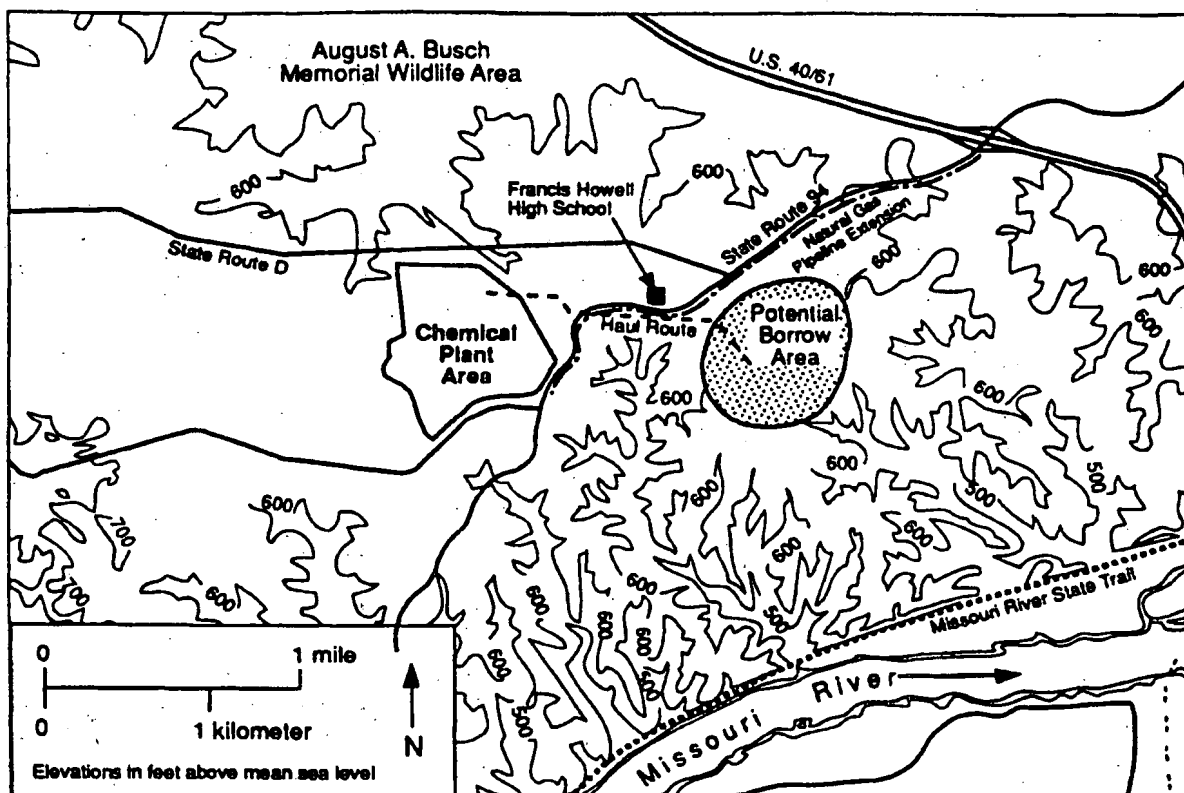 August A. Busch
Memorial Wildlife Area
U.S. 40/61
600
600
Francis Howell
High School
State Route 94
Natural Gas
Pipeline Extension
600
600
600
State Route D
Haul Route
Chemical
Plant
Area
Potential
Borrow
Area
600
600
600
500
600
500
600
700
600
600
600
700
600
600
600
600
600
600
500
500
500
600
Missouri River State Trail
Missouri River
0
1 mile
0
1 kilometer
N
Elevations in feet above mean sea level